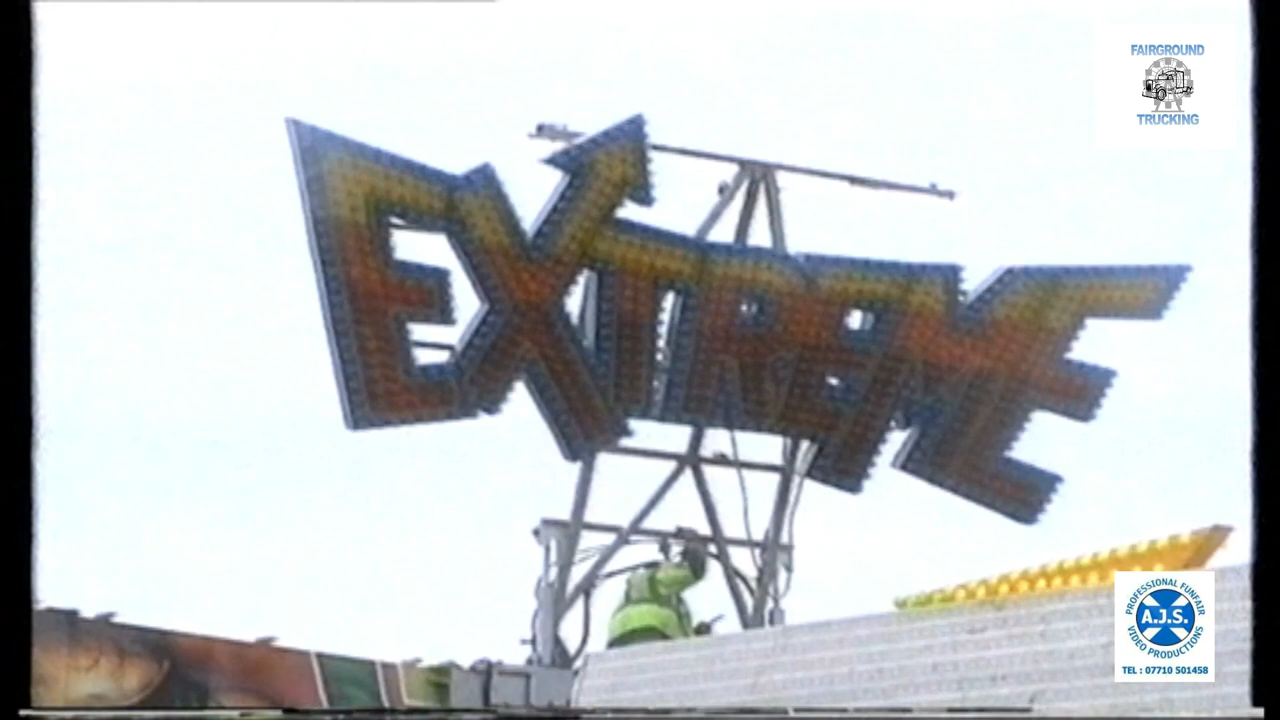 FAIRGROUND
TRUCKING
EXTREME
PROFESSIONAL FUNFAIR
A.J.S.
VIDEO PRODUCTIONS
TEL : 07710 501458